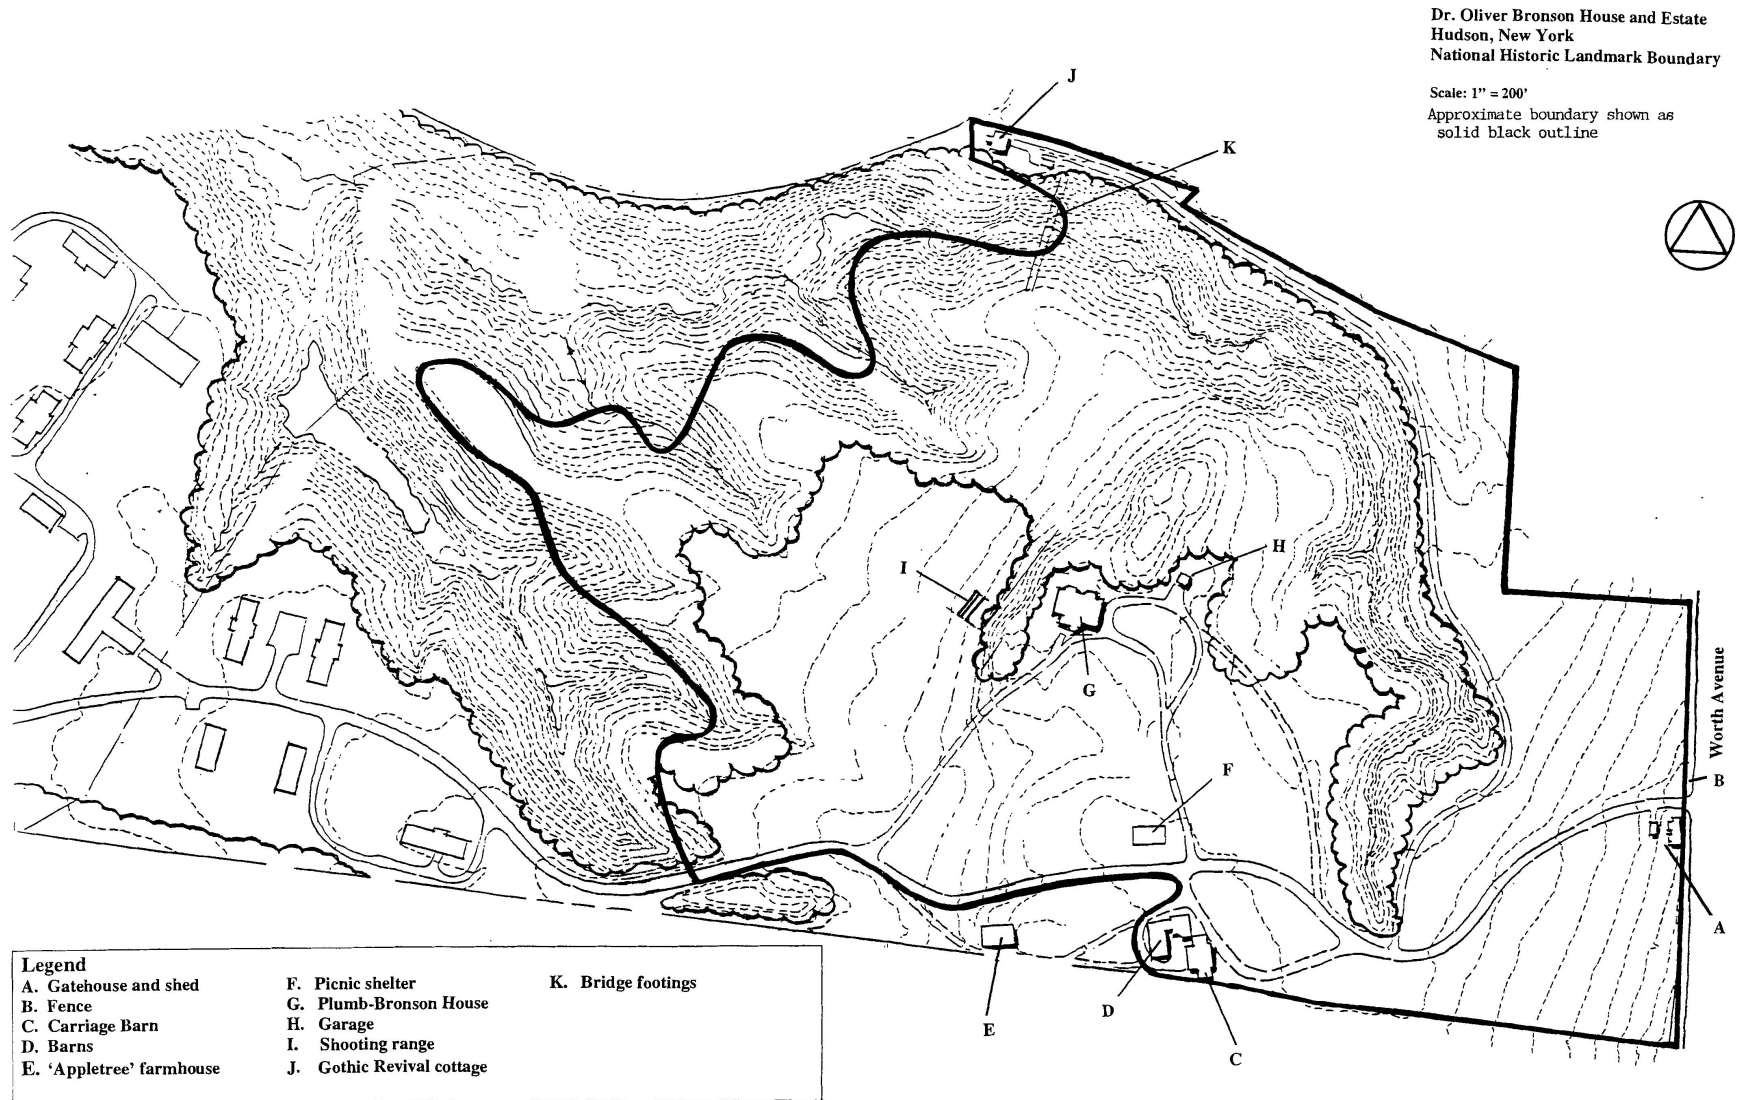 Dr. Oliver Bronson House and Estate
Hudson, New York
National Historic Landmark Boundary
Scale: 1" = 200'
Approximate boundary shown as
solid black outline
J
K
H
I
G
Worth Avenue
F
B
A
E
D
C
Legend
A. Gatehouse and shed
B. Fence
C. Carriage Barn
D. Barns
E. 'Appletree' farmhouse
F. Picnic shelter
G. Plumb-Bronson House
H. Garage
I. Shooting range
J. Gothic Revival cottage
K. Bridge footings